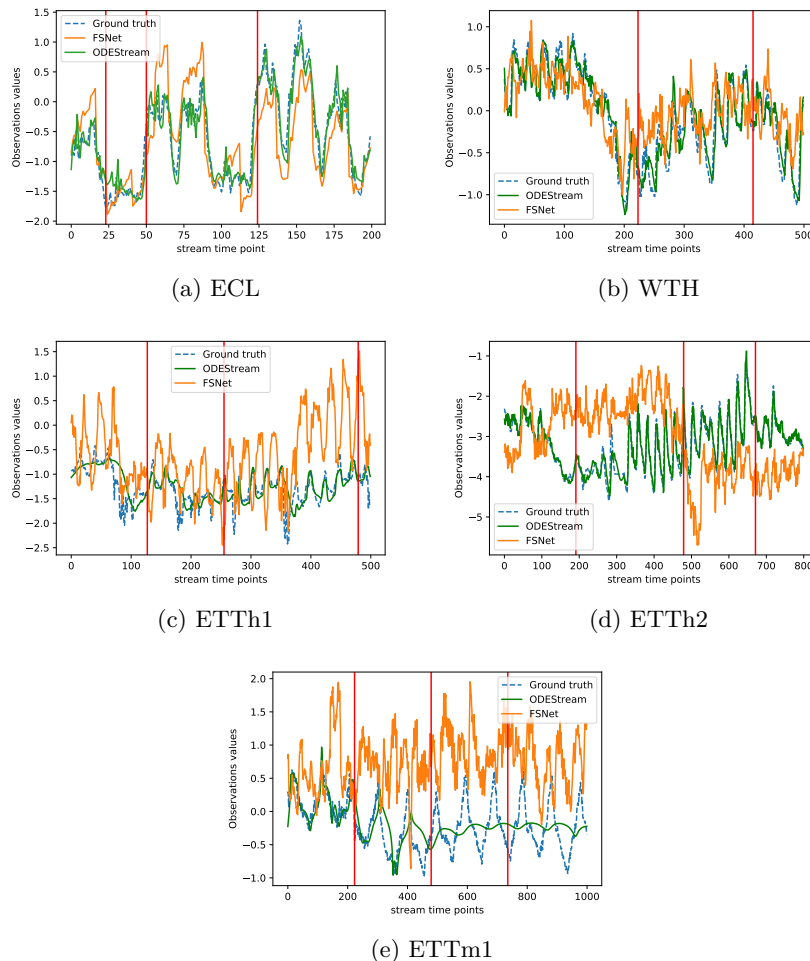 Ground truth
FSNet
ODEStream
1.5
1.0
0.5
0.0
−0.5
−1.0
−1.5
−2.0
Observations values
0 25 50 75 100 125 150 175 200
stream time point
(a) ECL
1.0
0.5
0.0
−0.5
−1.0
Observations values
Ground truth
ODEStream
FSNet
0 100 200 300 400 500
stream time points
(b) WTH
1.5
1.0
0.5
0.0
−0.5
−1.0
−1.5
−2.0
−2.5
Observations values
Ground truth
ODEStream
FSNet
0 100 200 300 400 500
stream time points
(c) ETTh1
−1
−2
−3
−4
−5
Observations values
Ground truth
ODEStream
FSNet
0 100 200 300 400 500 600 700 800
stream time points
(d) ETTh2
2.0
1.5
1.0
0.5
0.0
−0.5
−1.0
Observations values
Ground truth
ODEStream
FSNet
0 200 400 600 800 1000
stream time points
(e) ETTm1